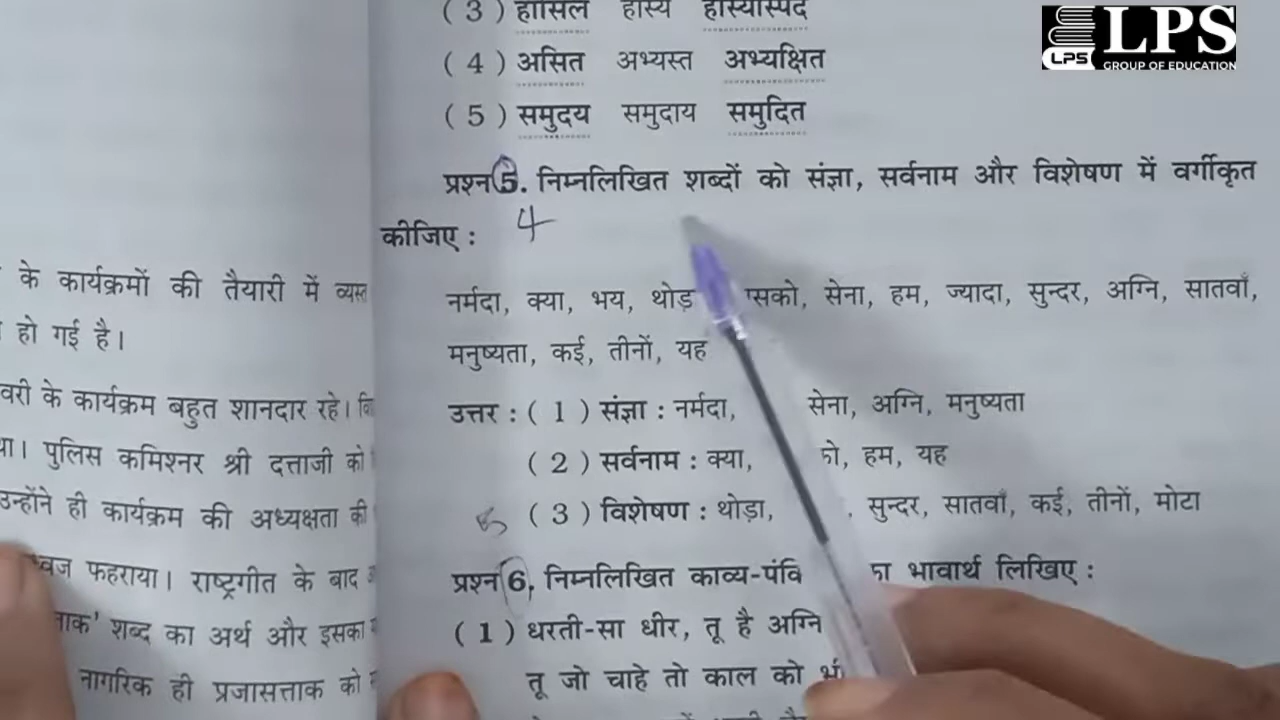 ( 3 ) हासिल हास्य हास्यास्पद
( 4 ) असित अभ्यस्त अभ्यक्षित
( 5 ) समुदय समुदाय समुदित
प्रश्न 5. निम्नलिखित शब्दों को संज्ञा, सर्वनाम और विशेषण में वर्गीकृत
कीजिए : 4
नर्मदा, क्या, भय, सेना, हम, ज्यादा, सुन्दर, अग्नि, सातवाँ,
मनुष्यता, कई, तीनों, यह
उत्तर : ( 1 ) संज्ञा : नर्मदा, सेना, अग्नि, मनुष्यता
( 2 ) सर्वनाम : क्या, हम, यह
( 3 ) विशेषण : थोड़ा, सुन्दर, सातवाँ, कई, तीनों, मोटा
प्रश्न 6. निम्नलिखित काव्य-पंक्ति का भावार्थ लिखिए :
( 1 ) धरती-सा धीर, तू है अग्नि
तू जो चाहे तो काल को
के कार्यक्रमों की तैयारी में व्यस्त
हो गई है।
के कार्यक्रम बहुत शानदार रहे।
पुलिस कमिश्नर श्री दत्ताजी को
उन्होंने ही कार्यक्रम की अध्यक्षता की
फहराया। राष्ट्रगीत के बाद
शब्द का अर्थ और इसका
नागरिक ही प्रजासत्ताक को
LPS
LPS
GROUP OF EDUCATION